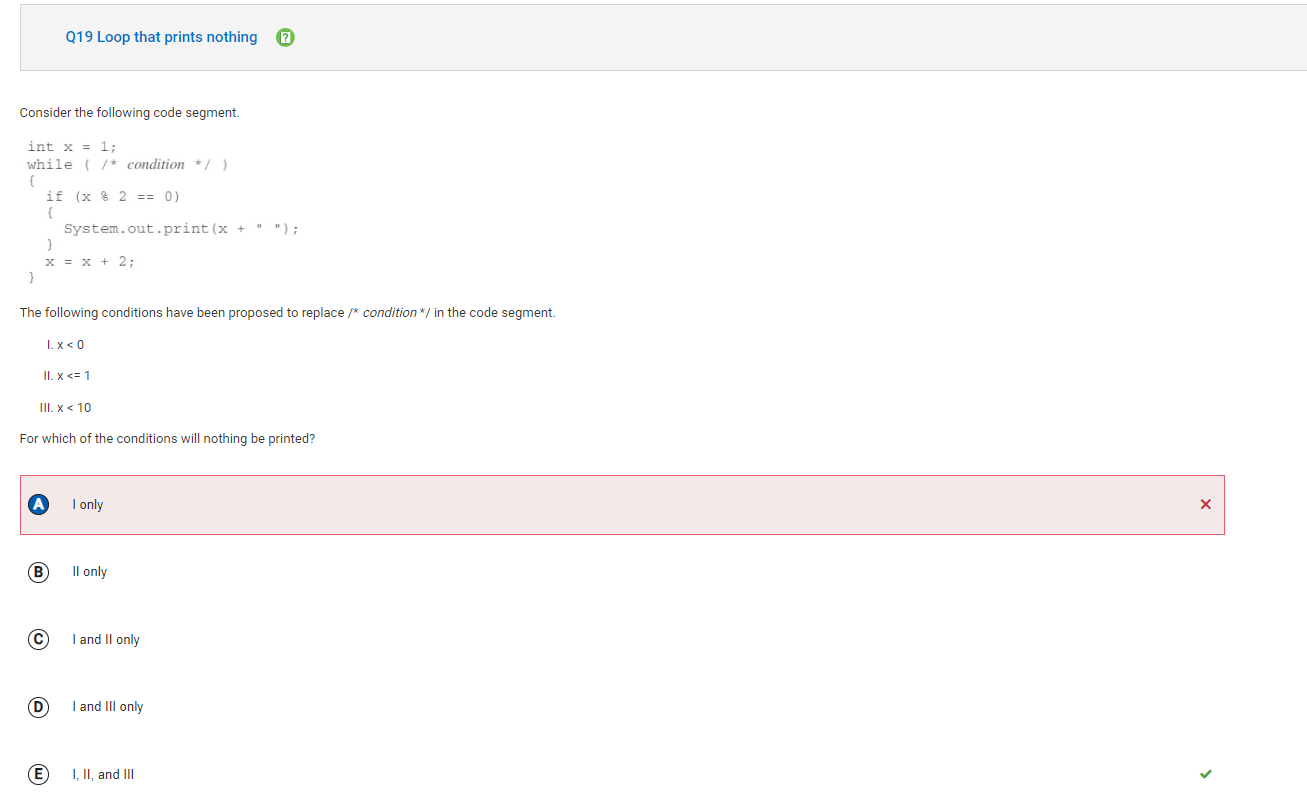 Q19 Loop that prints nothing
Consider the following code segment.
int x = 1;
while ( /* condition */ )
{
if (x % 2 == 0)
{
System.out.print(x + " ");
}
x = x + 2;
}
The following conditions have been proposed to replace /* condition */ in the code segment.
I. x < 0
II. x <= 1
III. x < 10
For which of the conditions will nothing be printed?
A I only
B II only
C I and II only
D I and III only
E I, II, and III